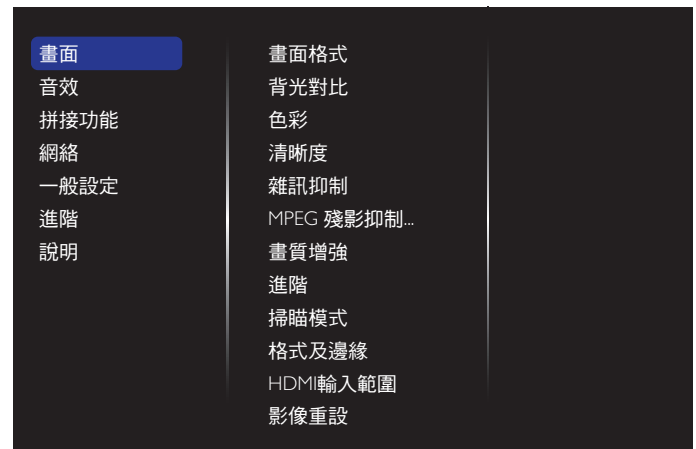 畫面
音效
拼接功能
網絡
一般設定
進階
說明
畫面格式
背光對比
色彩
清晰度
雜訊抑制
MPEG 殘影抑制...
畫質增強
進階
掃瞄模式
格式及邊緣
HDMI輸入範圍
影像重設